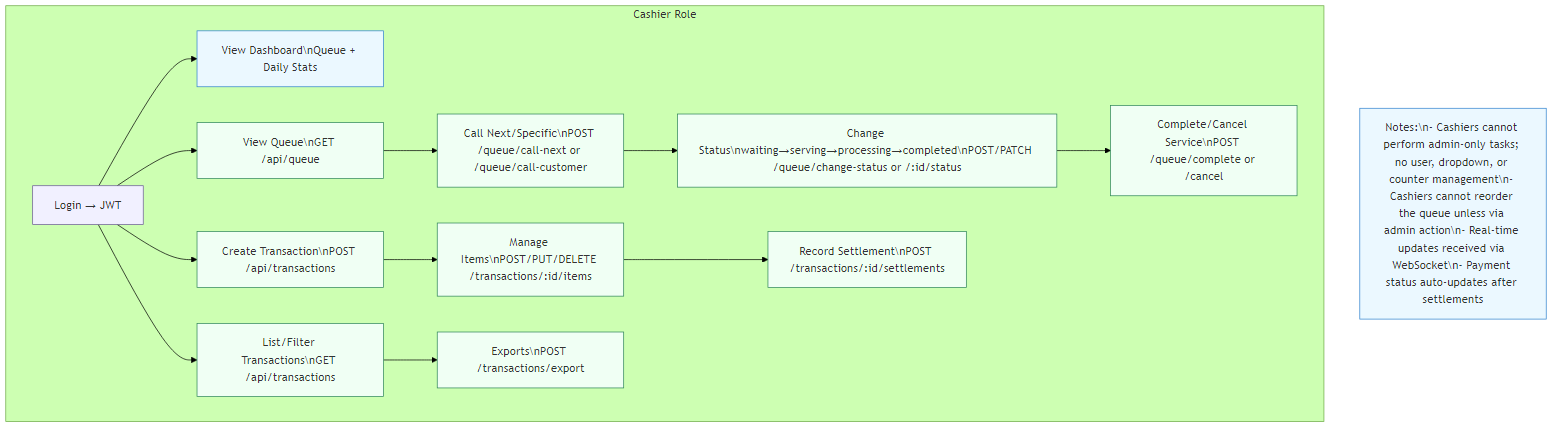 Cashier Role
View Dashboard\nQueue +
Daily Stats
View Queue\nGET
/api/queue
Call Next/Specific\nPOST
/queue/call-next or
/queue/call-customer
Change
Status\nwaiting→serving→processing→completed\nPOST/PATCH
/queue/change-status or /:id/status
Complete/Cancel
Service\nPOST
/queue/complete or
/cancel
Login → JWT
Create Transaction\nPOST
/api/transactions
Manage
Items\nPOST/PUT/DELETE
/transactions/:id/items
Record Settlement\nPOST
/transactions/:id/settlements
List/Filter
Transactions\nGET
/api/transactions
Exports\nPOST
/transactions/export
Notes:\n- Cashiers cannot
perform admin-only tasks;
no user, dropdown, or
counter management\n-
Cashiers cannot reorder
the queue unless via
admin action\n- Real-time
updates received via
WebSocket\n- Payment
status auto-updates after
settlements